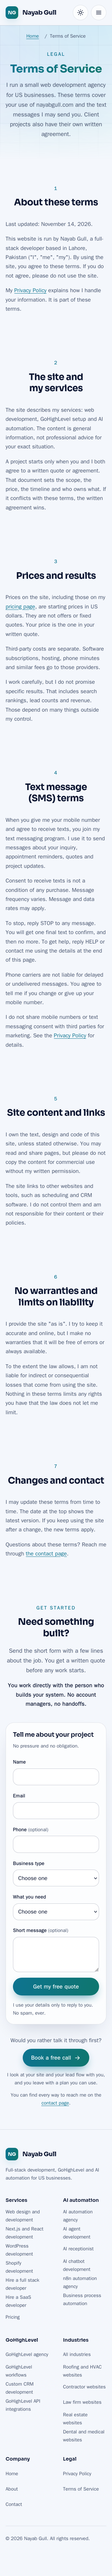 NG Nayab Gull
Home / Terms of Service
LEGAL
Terms of Service
I run a small web development agency
from Pakistan. These terms cover your
use of nayabgull.com and the text
messages I may send you. Client
projects also have their own written
agreement.
1
About these terms
Last updated: November 14, 2026.
This website is run by Nayab Gull, a full-
stack developer based in Lahore,
Pakistan ("I", "me", "my"). By using the
site, you agree to these terms. If you do
not agree, please do not use the site.
My Privacy Policy explains how I handle
your information. It is part of these
terms.
2
The site and
my services
The site describes my services: web
development, GoHighLevel setup and AI
automation. The content is general
information, not professional advice for
your exact situation.
A project starts only when you and I both
agree to a written quote or agreement.
That document sets the scope, the
price, the timeline and who owns what. If
it conflicts with these terms, the written
agreement wins.
3
Prices and results
Prices on the site, including those on my
pricing page, are starting prices in US
dollars. They are not offers or fixed
quotes. Your price is the one in your
written quote.
Third-party costs are separate. Software
subscriptions, hosting, phone minutes
and similar fees go to those providers.
I work carefully, but I do not promise
specific results. That includes search
rankings, lead counts and revenue.
Those depend on many things outside
my control.
4
Text message
(SMS) terms
When you give me your mobile number
and agree to receive texts, you join my
text messaging program. I use it to send
messages about your inquiry,
appointment reminders, quotes and
project updates.
Consent to receive texts is not a
condition of any purchase. Message
frequency varies. Message and data
rates may apply.
To stop, reply STOP to any message.
You will get one final text to confirm, and
then no more. To get help, reply HELP or
contact me using the details at the end
of this page.
Phone carriers are not liable for delayed
or undelivered messages. You agree to
tell me if you change or give up your
mobile number.
I do not share mobile numbers or text
messaging consent with third parties for
marketing. See the Privacy Policy for
details.
5
Site content and links
I own the text, design and code of this
site, unless stated otherwise. You may
read and share pages, but please do not
copy the content for commercial use
without my written permission.
The site links to other websites and
tools, such as scheduling and CRM
software. I do not control them and am
not responsible for their content or their
policies.
6
No warranties and
limits on liability
I provide the site "as is". I try to keep it
accurate and online, but I make no
warranties that it will be free of errors or
always available.
To the extent the law allows, I am not
liable for indirect or consequential
losses that come from using the site.
Nothing in these terms limits any rights
you have that the law does not let me
limit.
7
Changes and contact
I may update these terms from time to
time. The date at the top shows the
latest version. If you keep using the site
after a change, the new terms apply.
Questions about these terms? Reach me
through the contact page.
GET STARTED
Need something
built?
Send the short form with a few lines
about the job. You get a written quote
before any work starts.
You work directly with the person who
builds your system. No account
managers, no handoffs.
Tell me about your project
No pressure and no obligation.
Name
Email
Phone (optional)
Business type
Choose one
What you need
Choose one
Short message (optional)
Get my free quote
I use your details only to reply to you.
No spam, ever.
Would you rather talk it through first?
Book a free call →
I look at your site and your lead flow with you,
and you leave with a plan you can use.
You can find every way to reach me on the
contact page.
NG Nayab Gull
Full-stack development, GoHighLevel and AI
automation for US businesses.
Services
Web design and
development
Next.js and React
development
WordPress
development
Shopify
development
Hire a full stack
developer
Hire a SaaS
developer
Pricing
AI automation
AI automation
agency
AI agent
development
AI receptionist
AI chatbot
development
n8n automation
agency
Business process
automation
GoHighLevel
GoHighLevel agency
GoHighLevel
workflows
Custom CRM
development
GoHighLevel API
integrations
Industries
All industries
Roofing and HVAC
websites
Contractor websites
Law firm websites
Real estate
websites
Dental and medical
websites
Company
Home
About
Contact
Legal
Privacy Policy
Terms of Service
© 2026 Nayab Gull. All rights reserved.